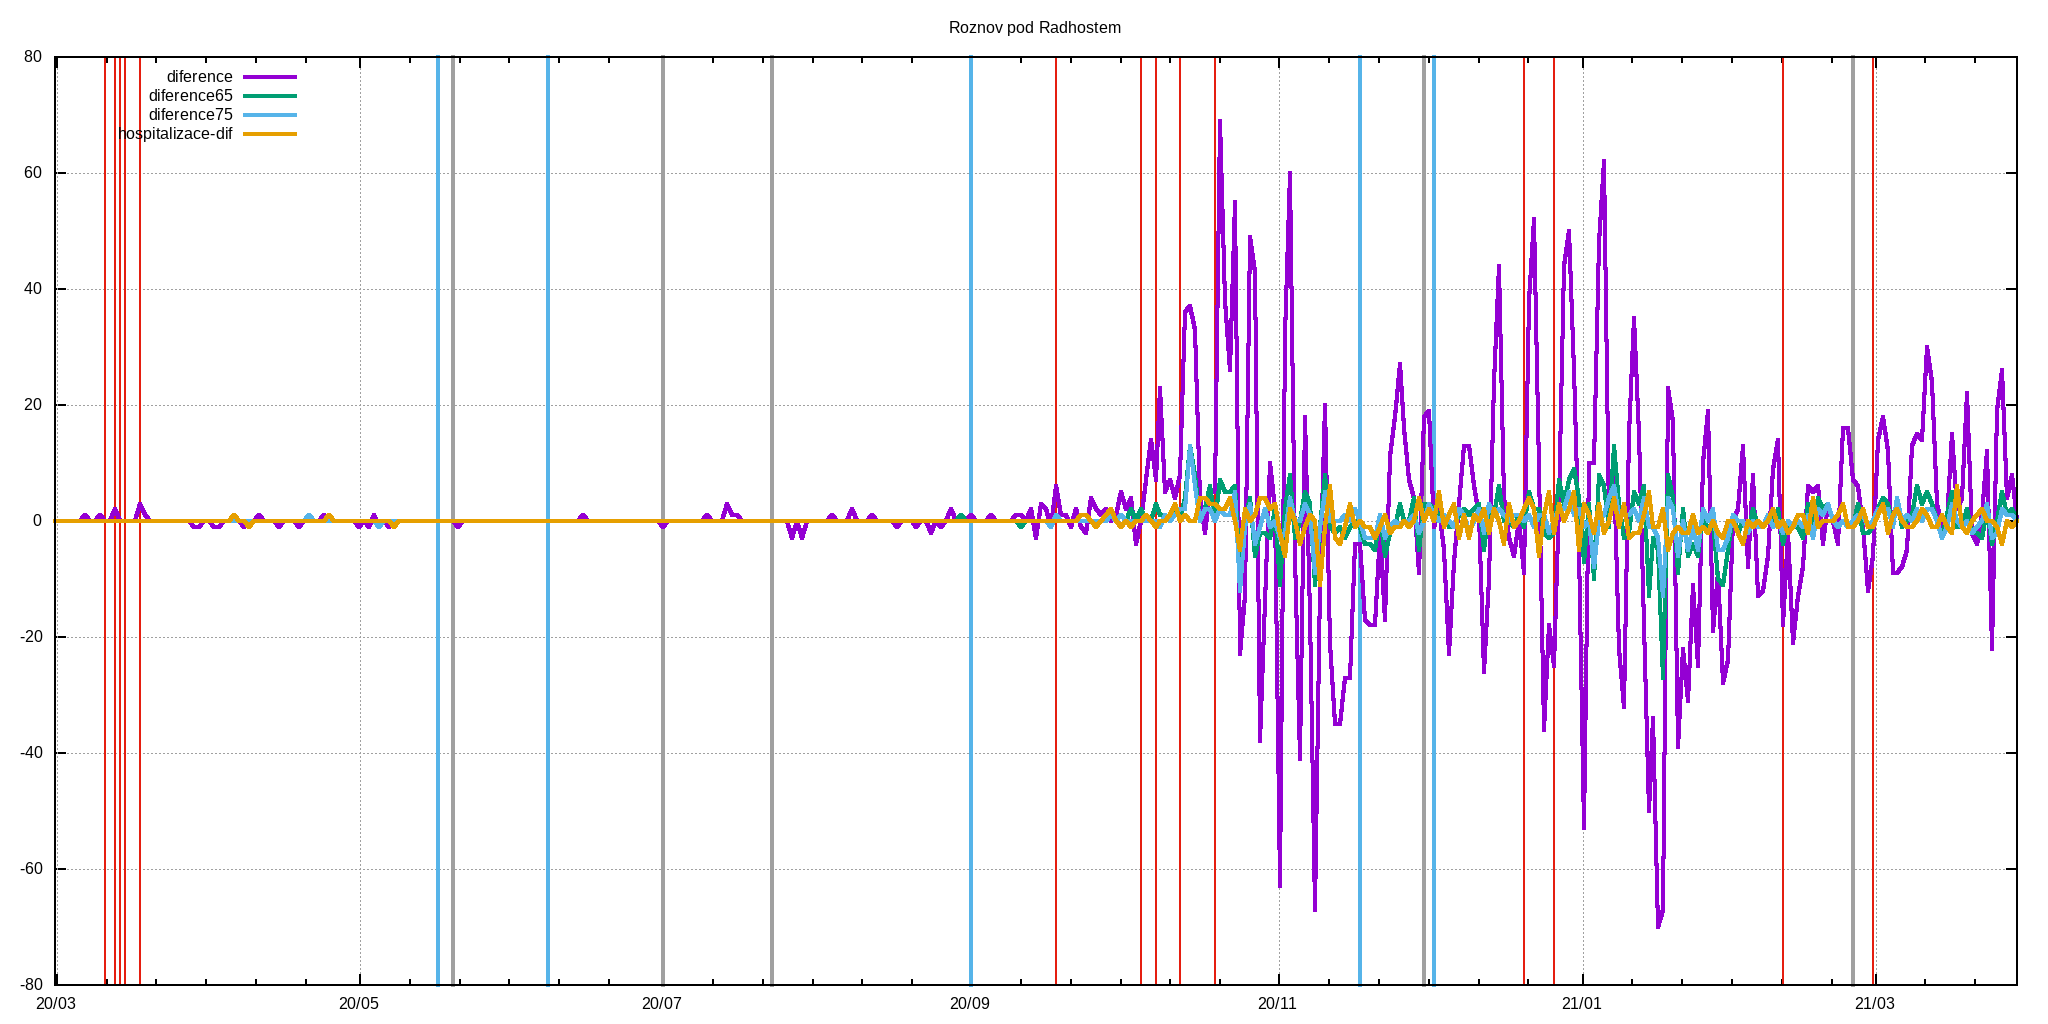 Roznov pod Radhostem
80
60
40
20
0
-20
-40
-60
-80
diference
diference65
diference75
hospitalizace-dif
20/03 20/05 20/07 20/09 20/11 21/01 21/03